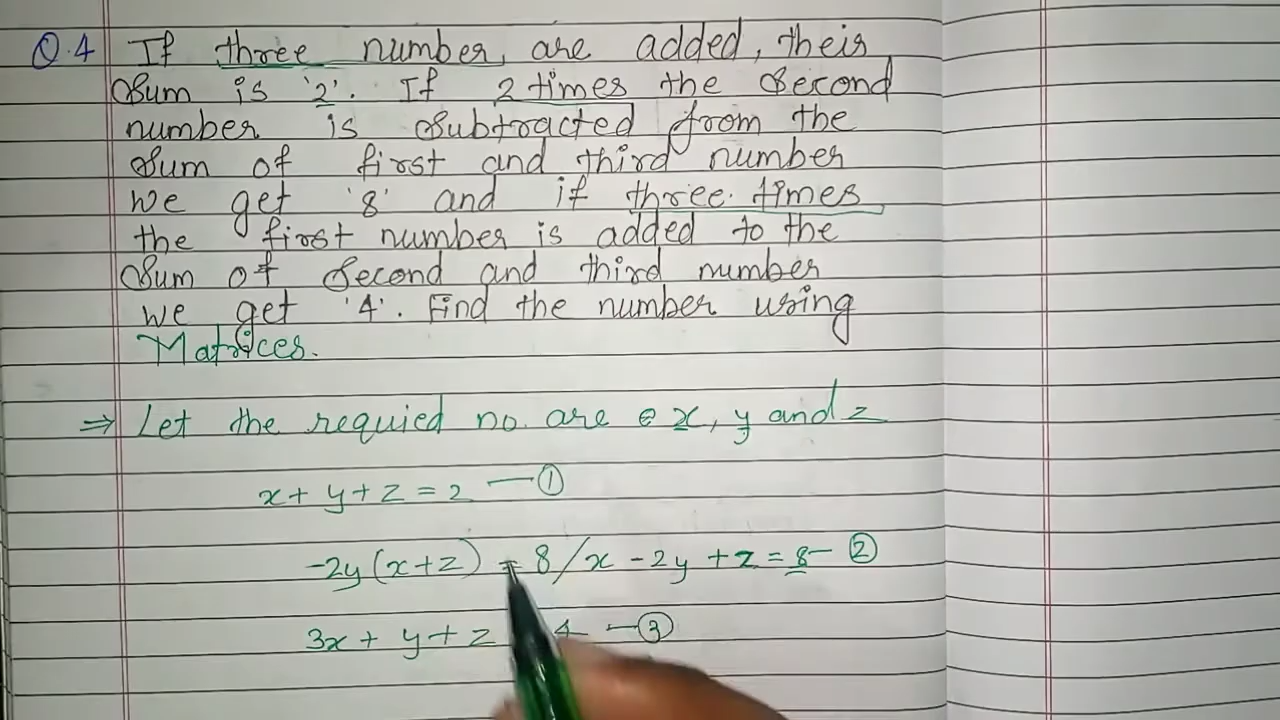 Q.4 If three number are added, theis
Sum is '2'. If 2 times the Second
number is Subtracted from the
Sum of first and third number
we get '8' and if three times
the first number is added to the
Sum of Second and third number
we get '4'. Find the number using
Matrices.
⇒ Let the requied no. are x, y and z
x + y + z = 2 — ①
-2y (x+z) = 8 / x - 2y + z = 8 — ②
3x + y + z 4 — ③